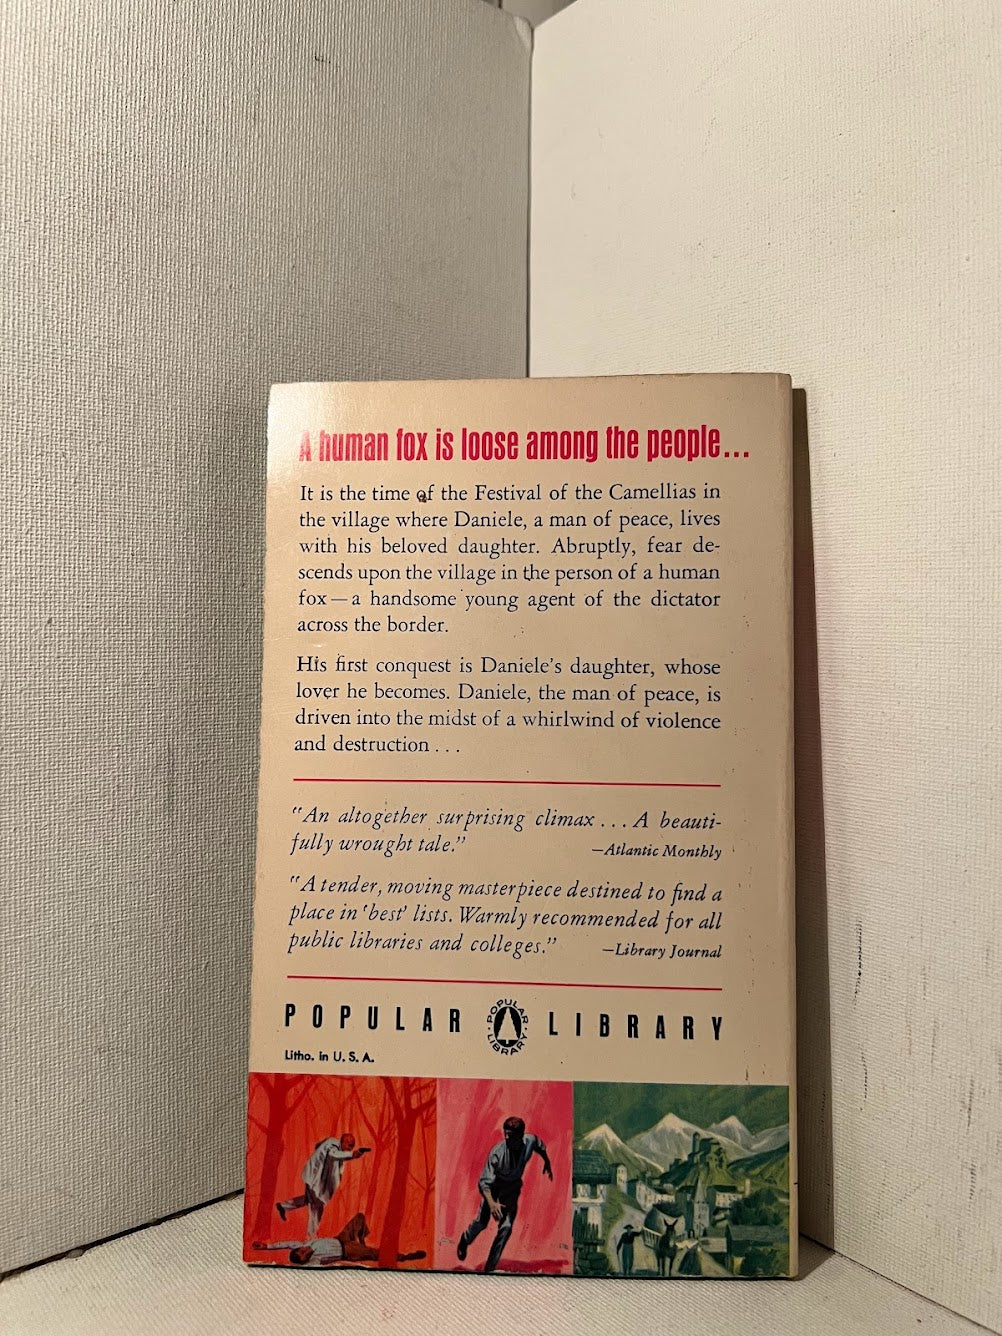 A human fox is loose among the people...
It is the time of the Festival of the Camellias in
the village where Daniele, a man of peace, lives
with his beloved daughter. Abruptly, fear de-
scends upon the village in the person of a human
fox—a handsome young agent of the dictator
across the border.
His first conquest is Daniele's daughter, whose
lover he becomes. Daniele, the man of peace, is
driven into the midst of a whirlwind of violence
and destruction . . .
"An altogether surprising climax . . . A beauti-
fully wrought tale."
—Atlantic Monthly
"A tender, moving masterpiece destined to find a
place in 'best' lists. Warmly recommended for all
public libraries and colleges."
—Library Journal
POPULAR POPULAR LIBRARY LIBRARY
Litho. in U. S. A.